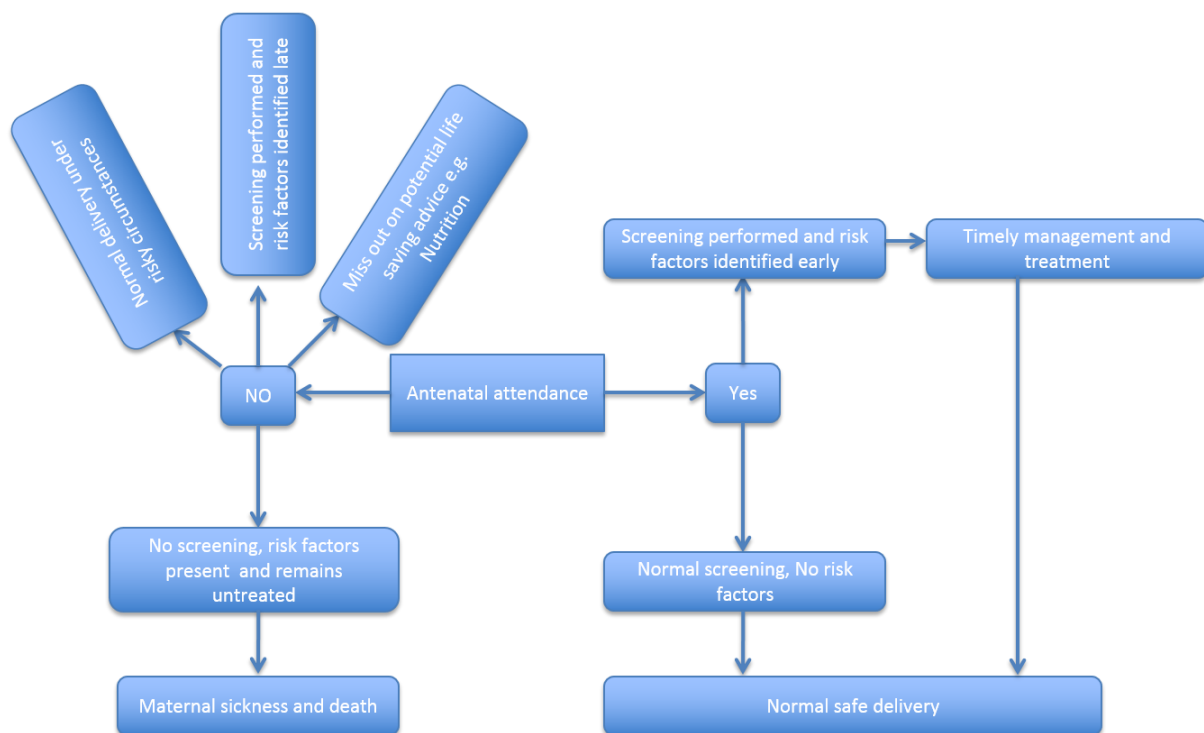 Normal delivery under
risky circumstances
Screening performed and
risk factors identified late
Miss out on potential life
saving advice e.g.
Nutrition
Screening performed and risk
factors identified early
Timely management and
treatment
NO
Antenatal attendance
Yes
No screening, risk factors
present  and remains
untreated
Normal screening, No risk
factors
Maternal sickness and death
Normal safe delivery